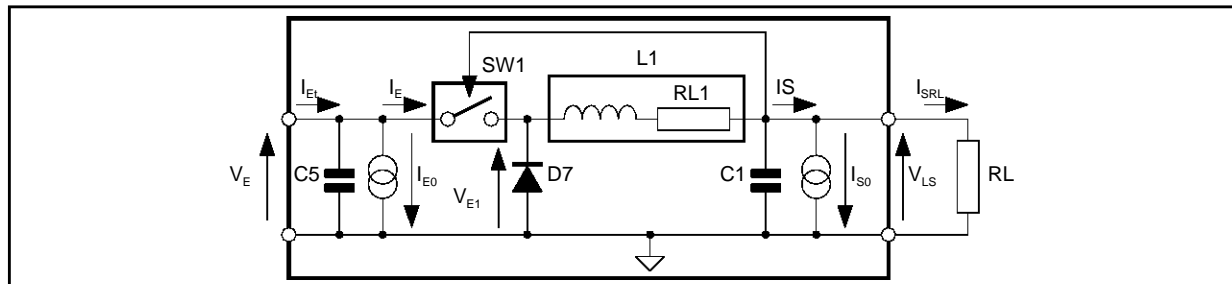 L1
SW1
I_Et
I_E
RL1
IS
I_SRL
V_E
C5
I_E0
V_E1
D7
C1
I_S0
V_LS
RL